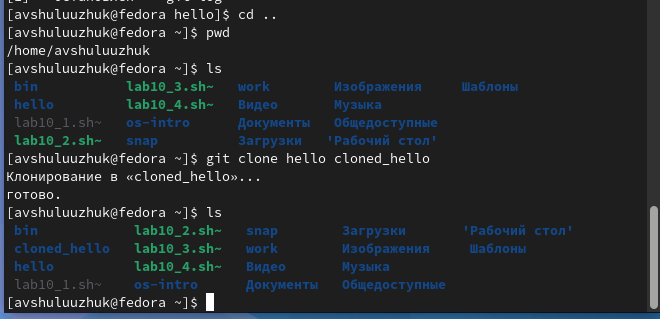 [avshuluuzhuk@fedora hello]$ cd ..
[avshuluuzhuk@fedora ~]$ pwd
/home/avshuluuzhuk
[avshuluuzhuk@fedora ~]$ ls
bin lab10_3.sh~ work Изображения Шаблоны
hello lab10_4.sh~ Видео Музыка
lab10_1.sh~ os-intro Документы Общедоступные
lab10_2.sh~ snap Загрузки 'Рабочий стол'
[avshuluuzhuk@fedora ~]$ git clone hello cloned_hello
Клонирование в «cloned_hello»...
готово.
[avshuluuzhuk@fedora ~]$ ls
bin lab10_2.sh~ snap Загрузки 'Рабочий стол'
cloned_hello lab10_3.sh~ work Изображения Шаблоны
hello lab10_4.sh~ Видео Музыка
lab10_1.sh~ os-intro Документы Общедоступные
[avshuluuzhuk@fedora ~]$